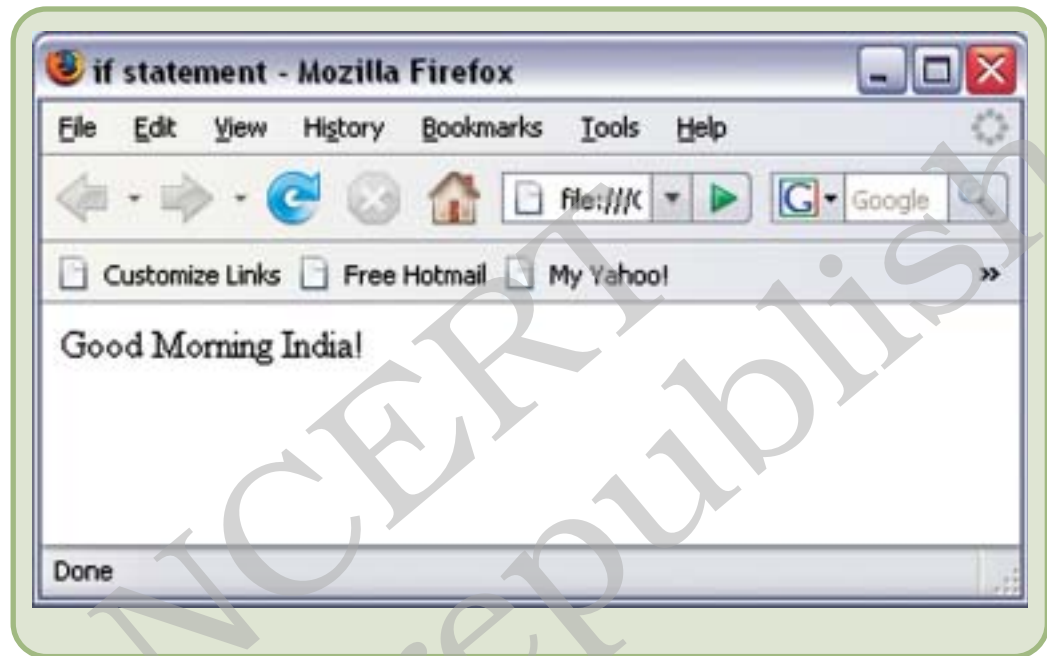 if statement - Mozilla Firefox
File Edit View History Bookmarks Tools Help
file:///C G Google
Customize Links Free Hotmail My Yahoo! »
Good Morning India!
Done
NCERT
republish